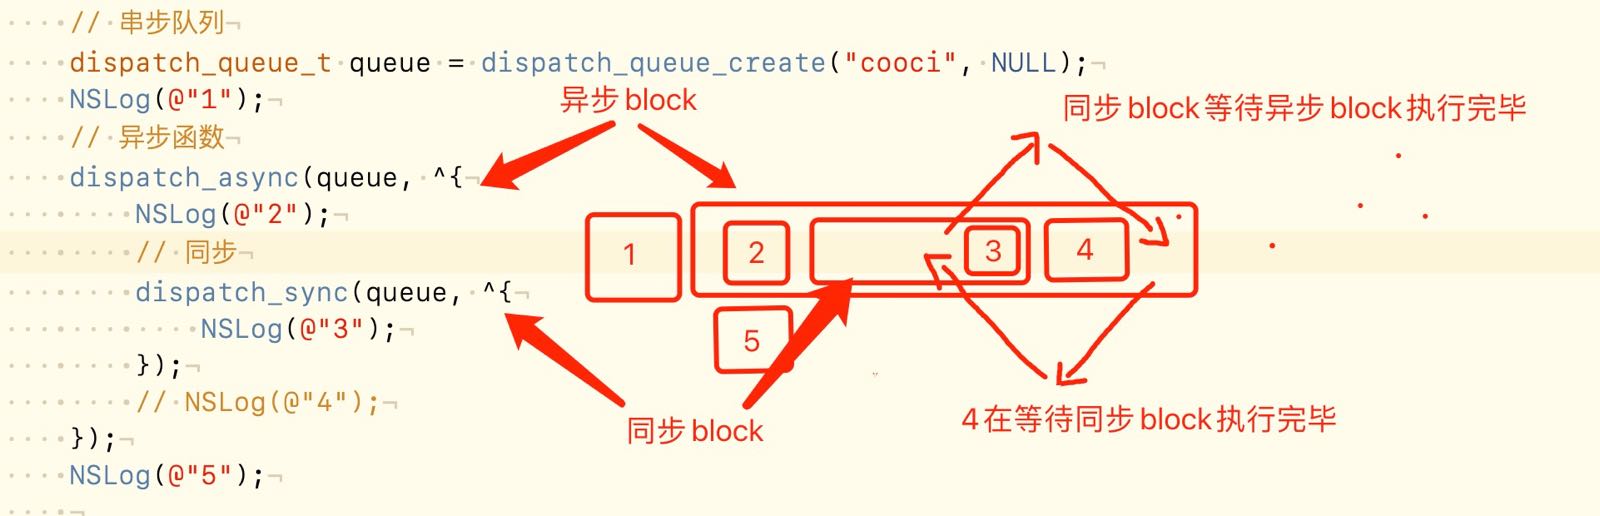 // 串步队列
dispatch_queue_t queue = dispatch_queue_create("cooci", NULL);
NSLog(@"1");
异步 block
同步 block 等待异步 block 执行完毕
// 异步函数
dispatch_async(queue, ^{
NSLog(@"2");
// 同步
1
2
3
4
dispatch_sync(queue, ^{
NSLog(@"3");
5
});
// NSLog(@"4");
同步 block
4 在等待同步 block 执行完毕
});
NSLog(@"5");